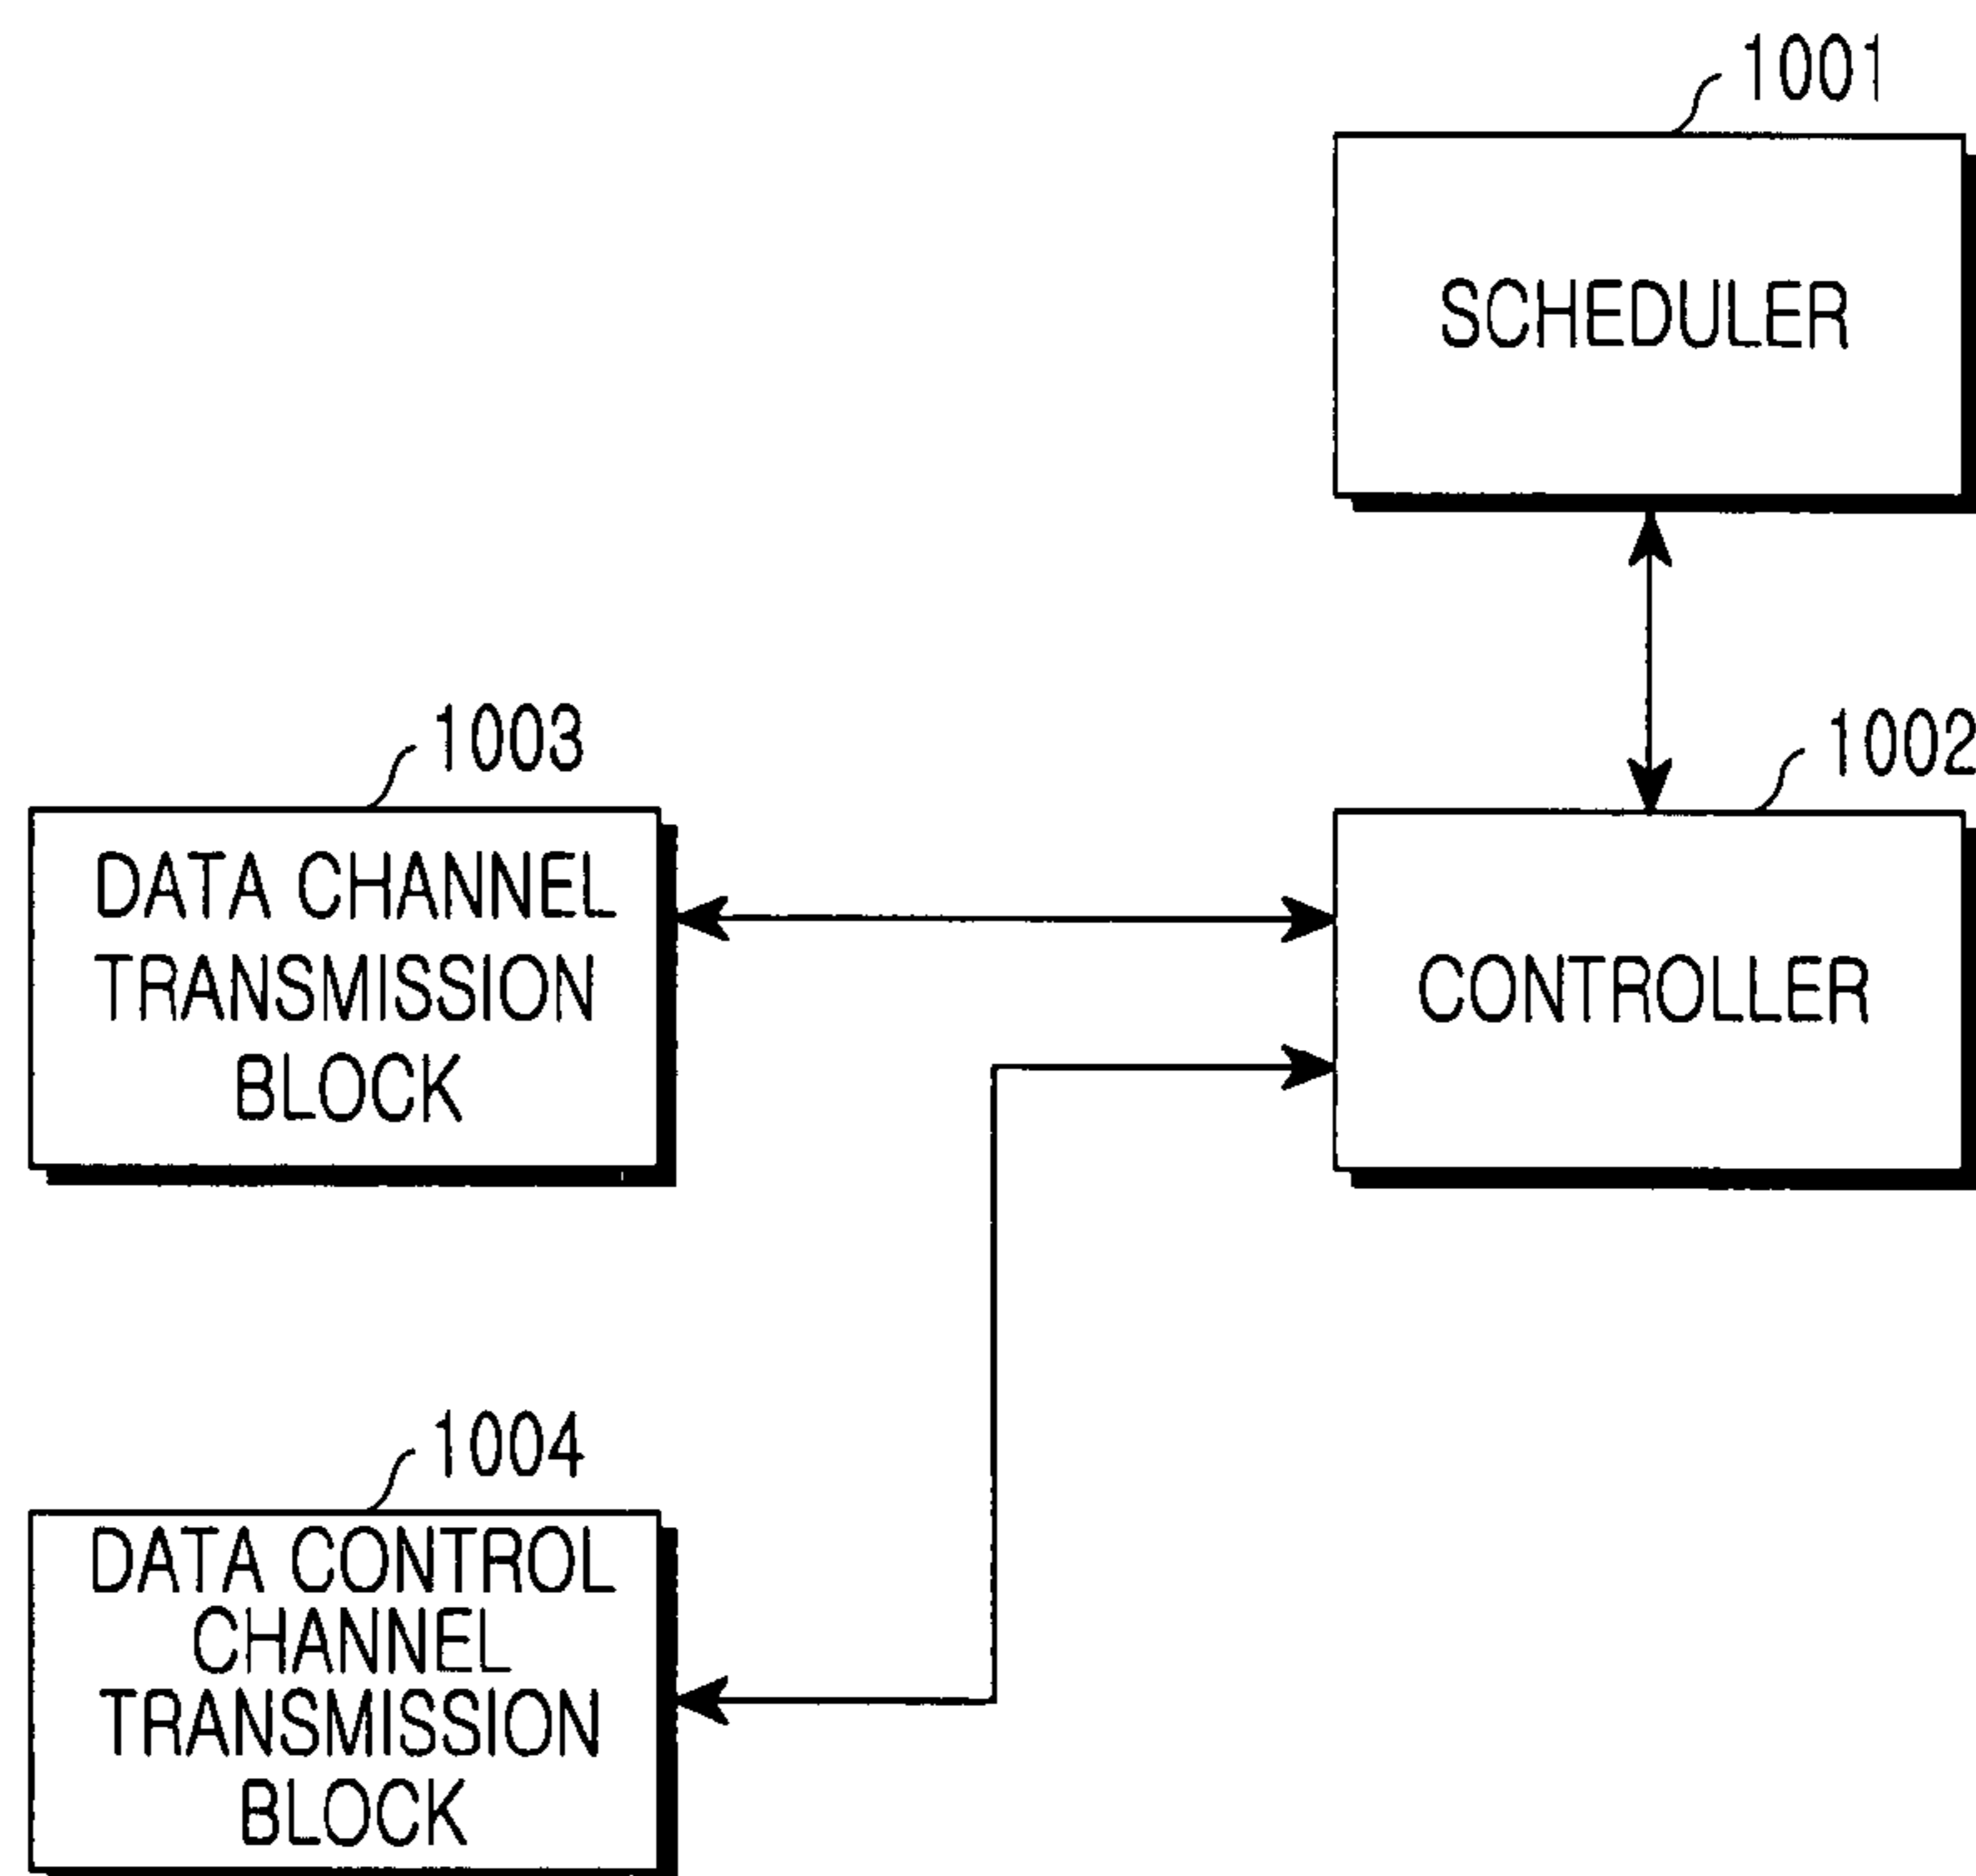 1001
SCHEDULER
1003
DATA CHANNEL
TRANSMISSION
BLOCK
1002
CONTROLLER
1004
DATA CONTROL
CHANNEL
TRANSMISSION
BLOCK